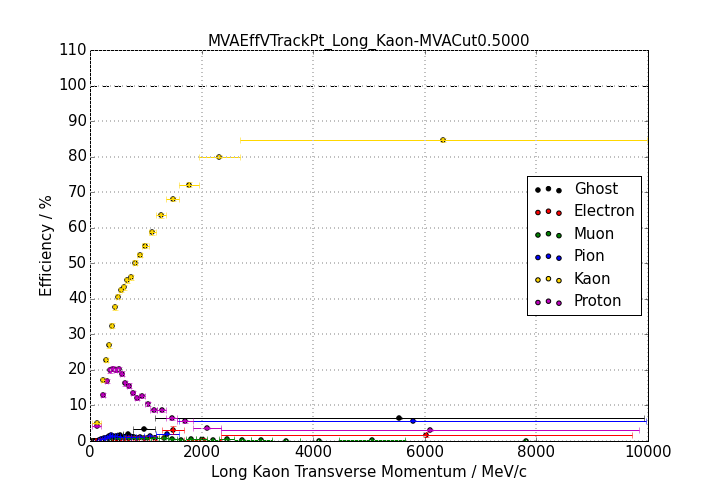 MVAEffVTrackPt_Long_Kaon-MVACut0.5000
110
100
90
80
70
60
50
40
30
20
10
0
Efficiency / %
Ghost
Electron
Muon
Pion
Kaon
Proton
0 2000 4000 6000 8000 10000
Long Kaon Transverse Momentum / MeV/c